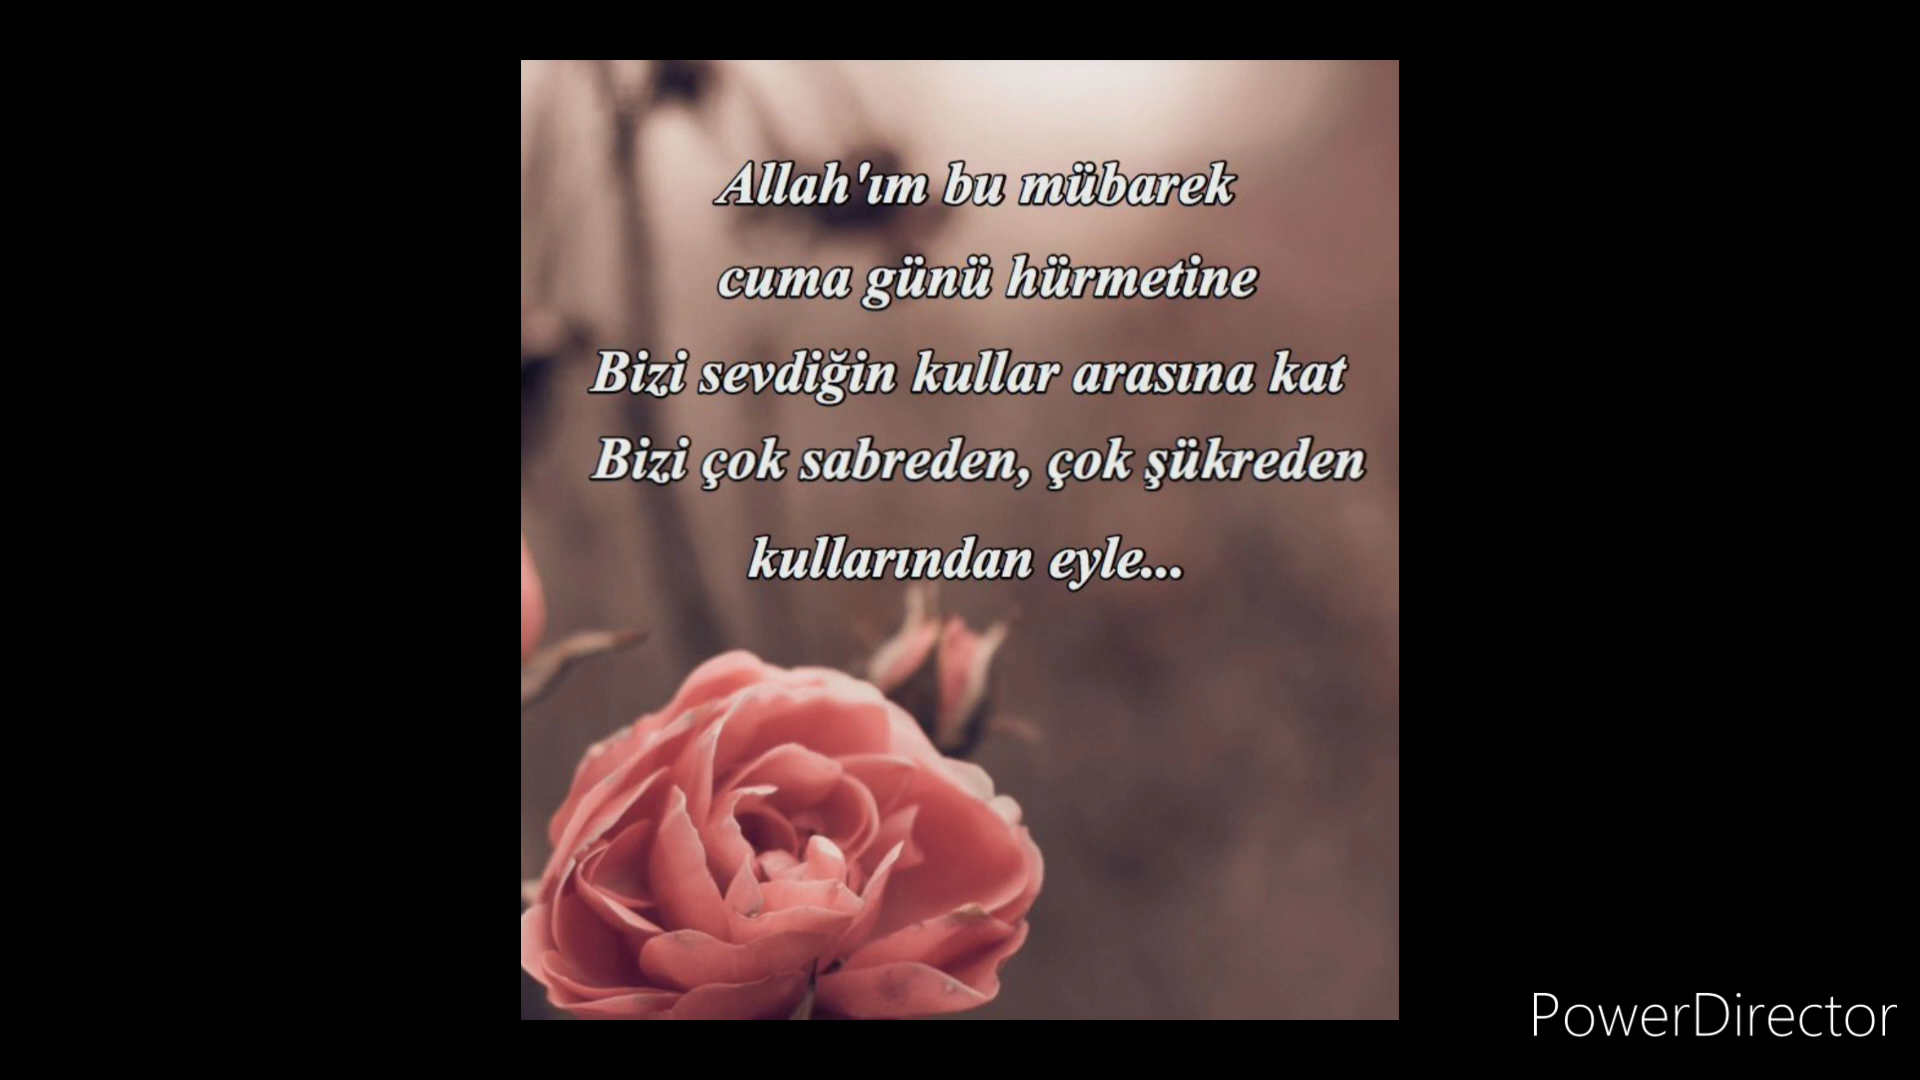 Allah'ım bu mübarek
cuma günü hürmetine
Bizi sevdiğin kullar arasına kat
Bizi çok sabreden, çok şükreden
kullarından eyle...
PowerDirector